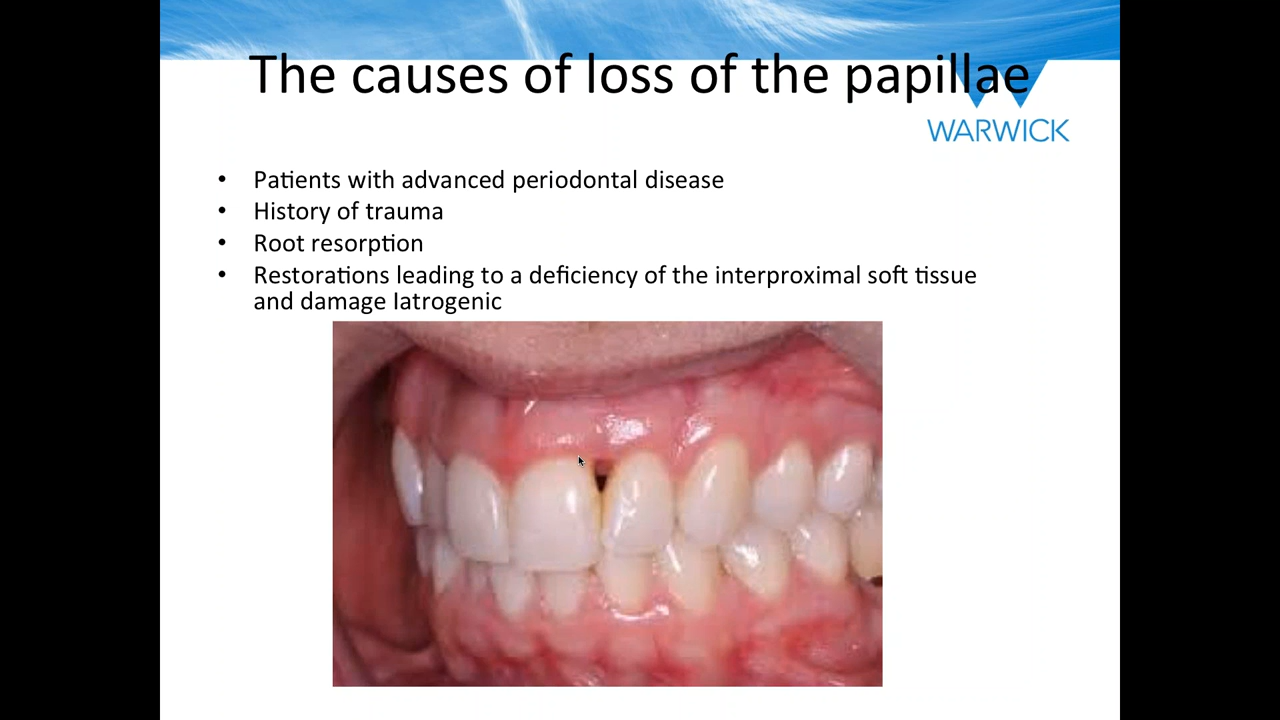 The causes of loss of the papillae
WARWICK
• Patients with advanced periodontal disease
• History of trauma
• Root resorption
• Restorations leading to a deficiency of the interproximal soft tissue
and damage Iatrogenic